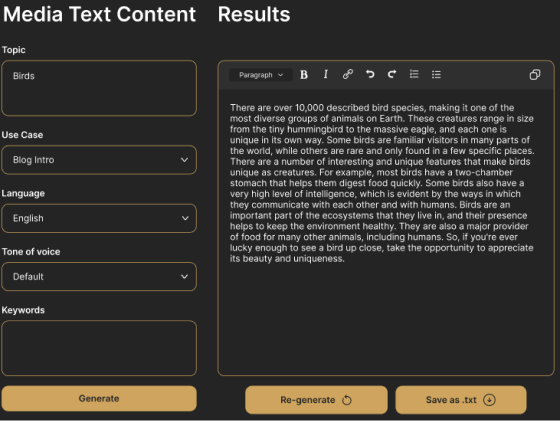 Media Text Content
Results
Topic
Birds
Use Case
Blog Intro
Language
English
Tone of voice
Default
Keywords
Generate
Paragraph
B I
There are over 10,000 described bird species, making it one of the
most diverse groups of animals on Earth. These creatures range in size
from the tiny hummingbird to the massive eagle, and each one is
unique in its own way. Some birds are familiar visitors in many parts of
the world, while others are rare and only found in a few specific places.
There are a number of interesting and unique features that make birds
unique as creatures. For example, most birds have a two-chamber
stomach that helps them digest food quickly. Some birds also have a
very high level of intelligence, which is evident by the ways in which
they communicate with each other and with humans. Birds are an
important part of the ecosystems that they live in, and their presence
helps to keep the environment healthy. They are also a major provider
of food for many other animals, including humans. So, if you're ever
lucky enough to see a bird up close, take the opportunity to appreciate
its beauty and uniqueness.
Re-generate
Save as .txt